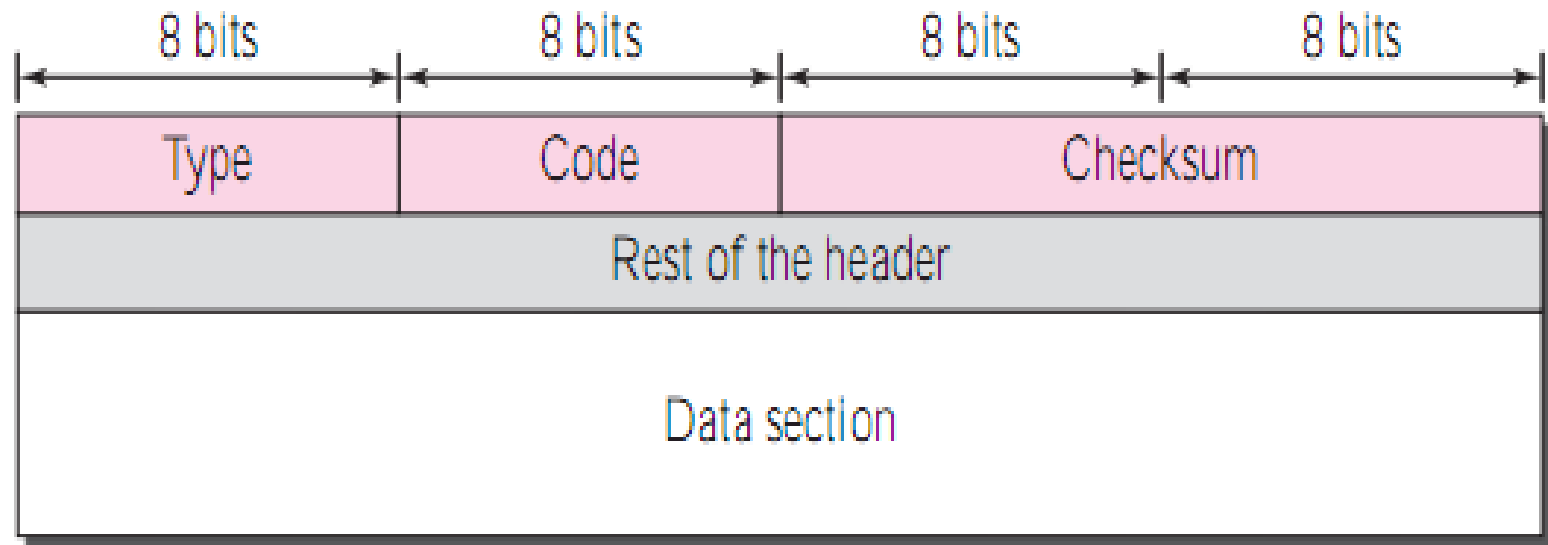 8 bits 8 bits 8 bits 8 bits
Type Code Checksum
Rest of the header
Data section